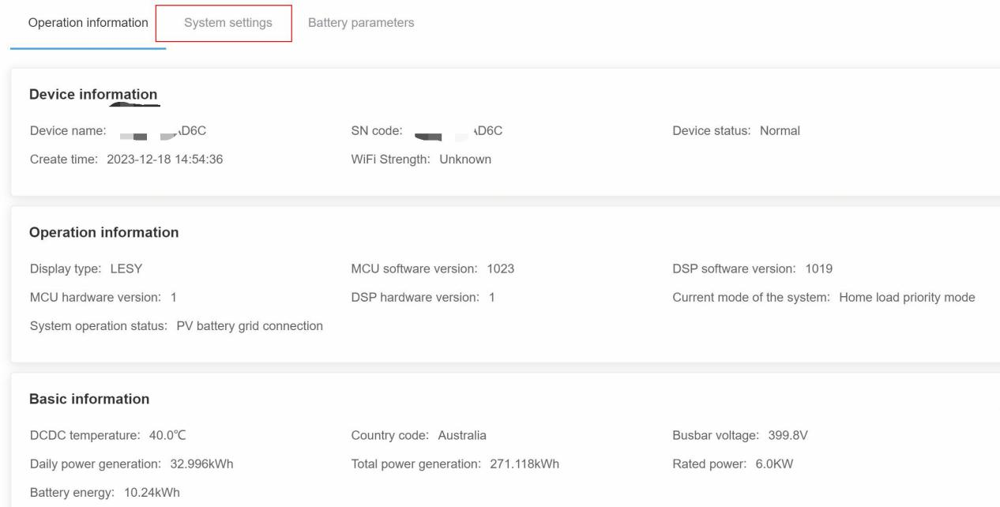 Operation information System settings Battery parameters
Device information
Device name: D6C SN code: D6C Device status: Normal
Create time: 2023-12-18 14:54:36 WiFi Strength: Unknown
Operation information
Display type: LESY MCU software version: 1023 DSP software version: 1019
MCU hardware version: 1 DSP hardware version: 1 Current mode of the system: Home load priority mode
System operation status: PV battery grid connection
Basic information
DCDC temperature: 40.0℃ Country code: Australia Busbar voltage: 399.8V
Daily power generation: 32.996kWh Total power generation: 271.118kWh Rated power: 6.0KW
Battery energy: 10.24kWh